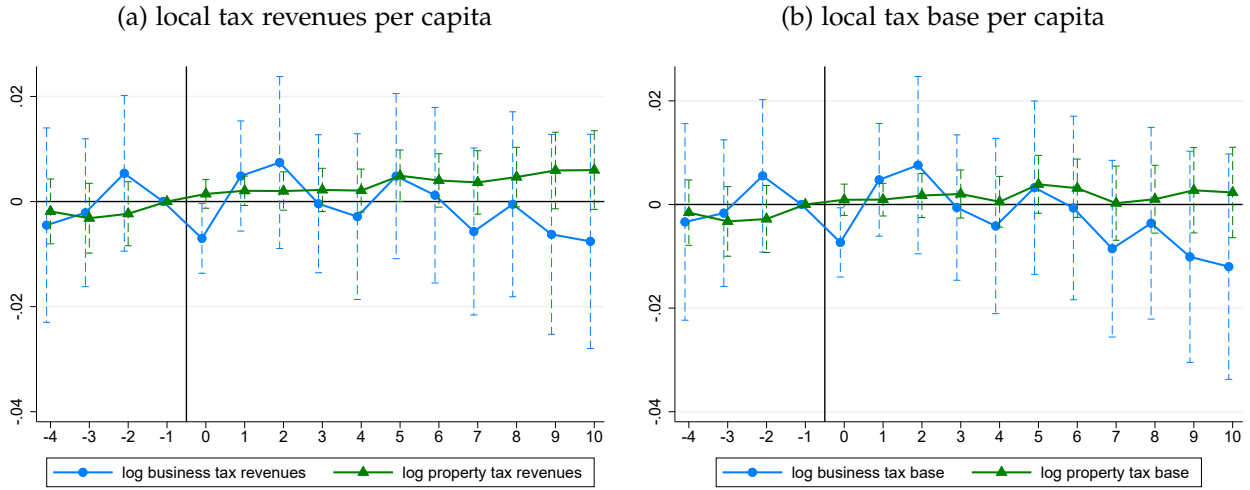 (a) local tax revenues per capita
.02
0
-.02
-.04
-4 -3 -2 -1 0 1 2 3 4 5 6 7 8 9 10
log business tax revenues log property tax revenues
(b) local tax base per capita
.02
0
-.02
-.04
-4 -3 -2 -1 0 1 2 3 4 5 6 7 8 9 10
log business tax base log property tax base